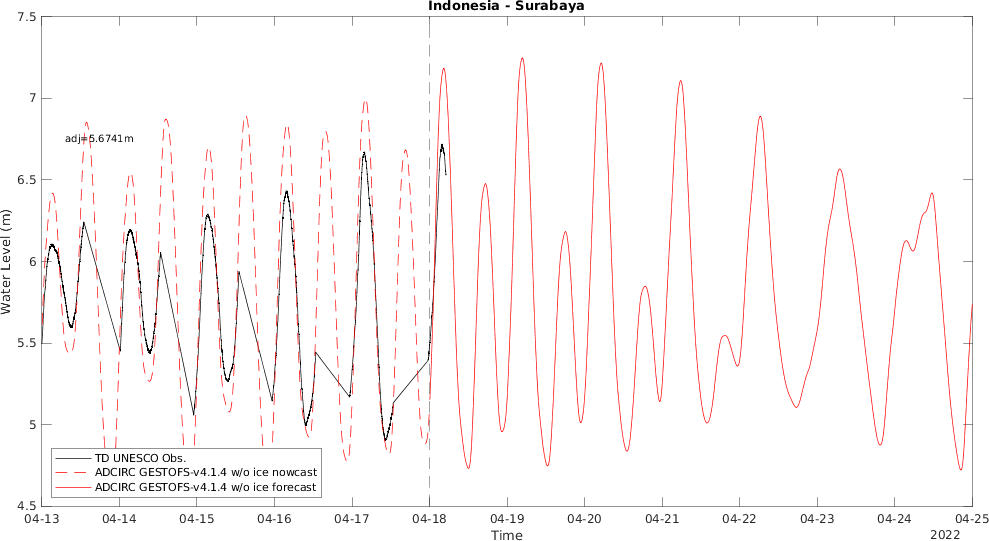 Indonesia - Surabaya
7.5
7
6.5
6
5.5
5
4.5
Water Level (m)
adj=5.6741m
TD UNESCO Obs.
ADCIRC GESTOFS-v4.1.4 w/o ice nowcast
ADCIRC GESTOFS-v4.1.4 w/o ice forecast
04-13 04-14 04-15 04-16 04-17 04-18 04-19 04-20 04-21 04-22 04-23 04-24 04-25
Time
2022